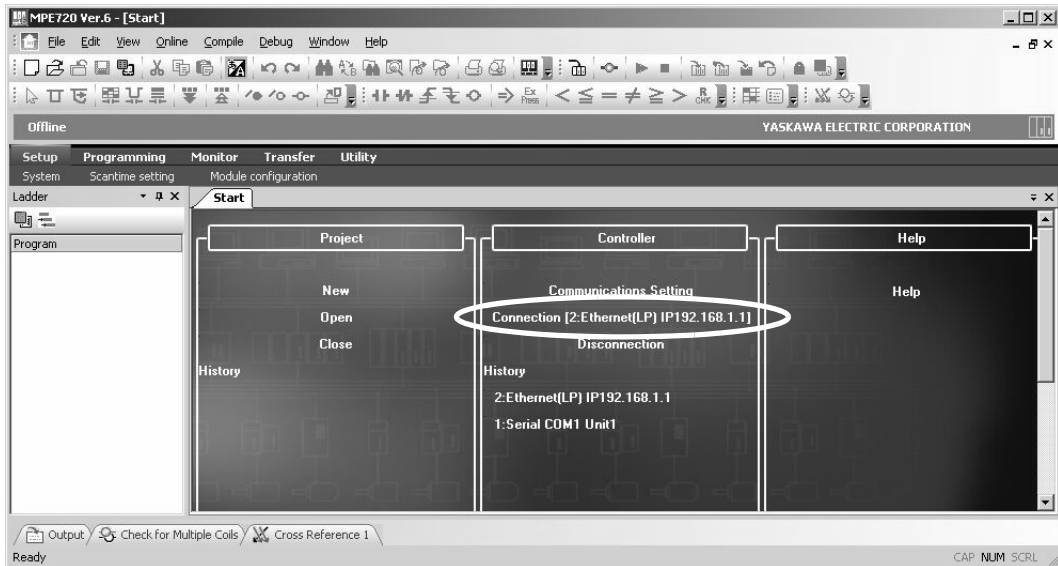 MPE720 Ver.6 - [Start]
File Edit View Online Compile Debug Window Help
Offline
YASKAWA ELECTRIC CORPORATION
Setup Programming Monitor Transfer Utility
System Scantime setting Module configuration
Ladder
Start
Program
Project
New
Open
Close
History
Controller
Communications Setting
Connection [2:Ethernet(LP) IP192.168.1.1]
Disconnection
History
2:Ethernet(LP) IP192.168.1.1
1:Serial COM1 Unit1
Help
Help
Output Check for Multiple Coils Cross Reference 1
Ready
CAP NUM SCRL